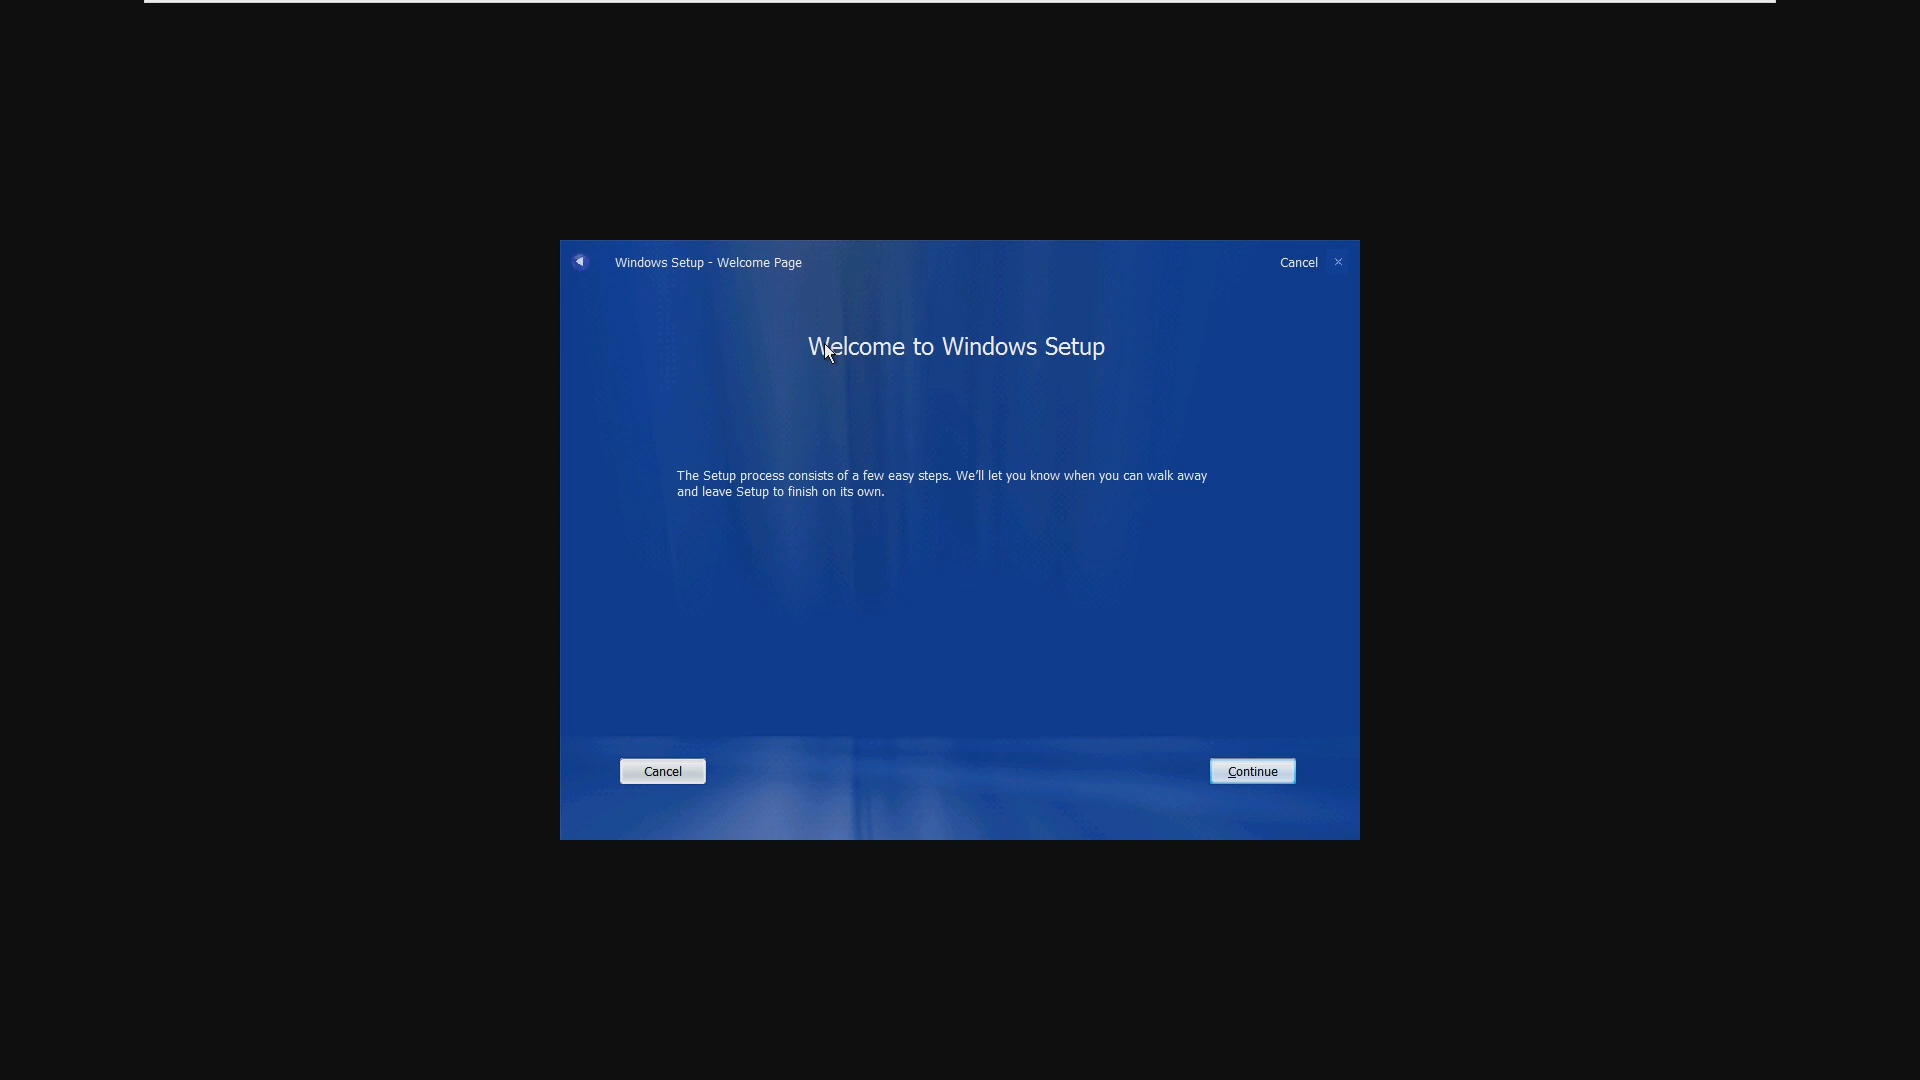 Windows Setup - Welcome Page
Cancel
Welcome to Windows Setup
The Setup process consists of a few easy steps. We'll let you know when you can walk away
and leave Setup to finish on its own.
Cancel
Continue